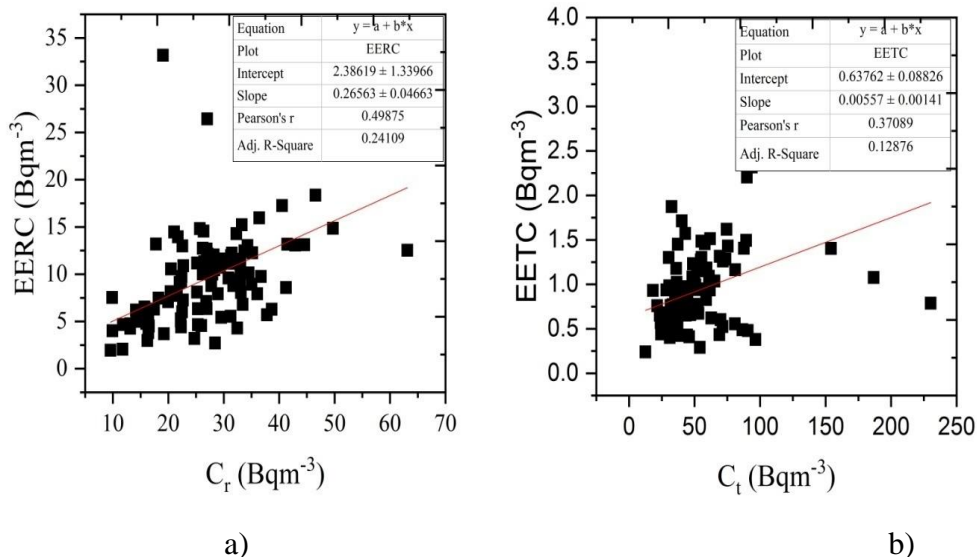 Equation y = a + b*x
Plot EERC
Intercept 2.38619 ± 1.33966
Slope 0.26563 ± 0.04663
Pearson's r 0.49875
Adj. R-Square 0.24109
EERC (Bqm-3)
35
30
25
20
15
10
5
0
10 20 30 40 50 60 70
Cr (Bqm-3)
a)
Equation y = a + b*x
Plot EETC
Intercept 0.63762 ± 0.08826
Slope 0.00557 ± 0.00141
Pearson's r 0.37089
Adj. R-Square 0.12876
EETC (Bqm-3)
4.0
3.5
3.0
2.5
2.0
1.5
1.0
0.5
0.0
0 50 100 150 200 250
Ct (Bqm-3)
b)